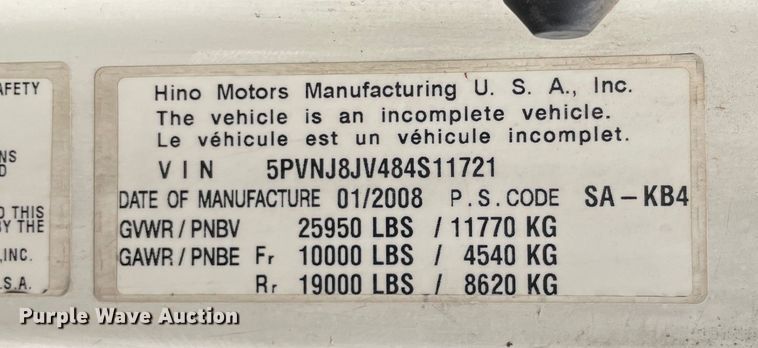 AFETY
NS
D
O THIS
BY THE
,INC.
.S.A.
Hino Motors Manufacturing U. S. A., Inc.
The vehicle is an incomplete vehicle.
Le véhicule est un véhicule incomplet.
VIN 5PVNJ8JV484S11721
DATE OF MANUFACTURE 01/2008 P.S.CODE SA-KB4
GVWR/PNBV 25950 LBS / 11770 KG
GAWR/PNBE Fr 10000 LBS / 4540 KG
Rr 19000 LBS / 8620 KG
Purple Wave Auction